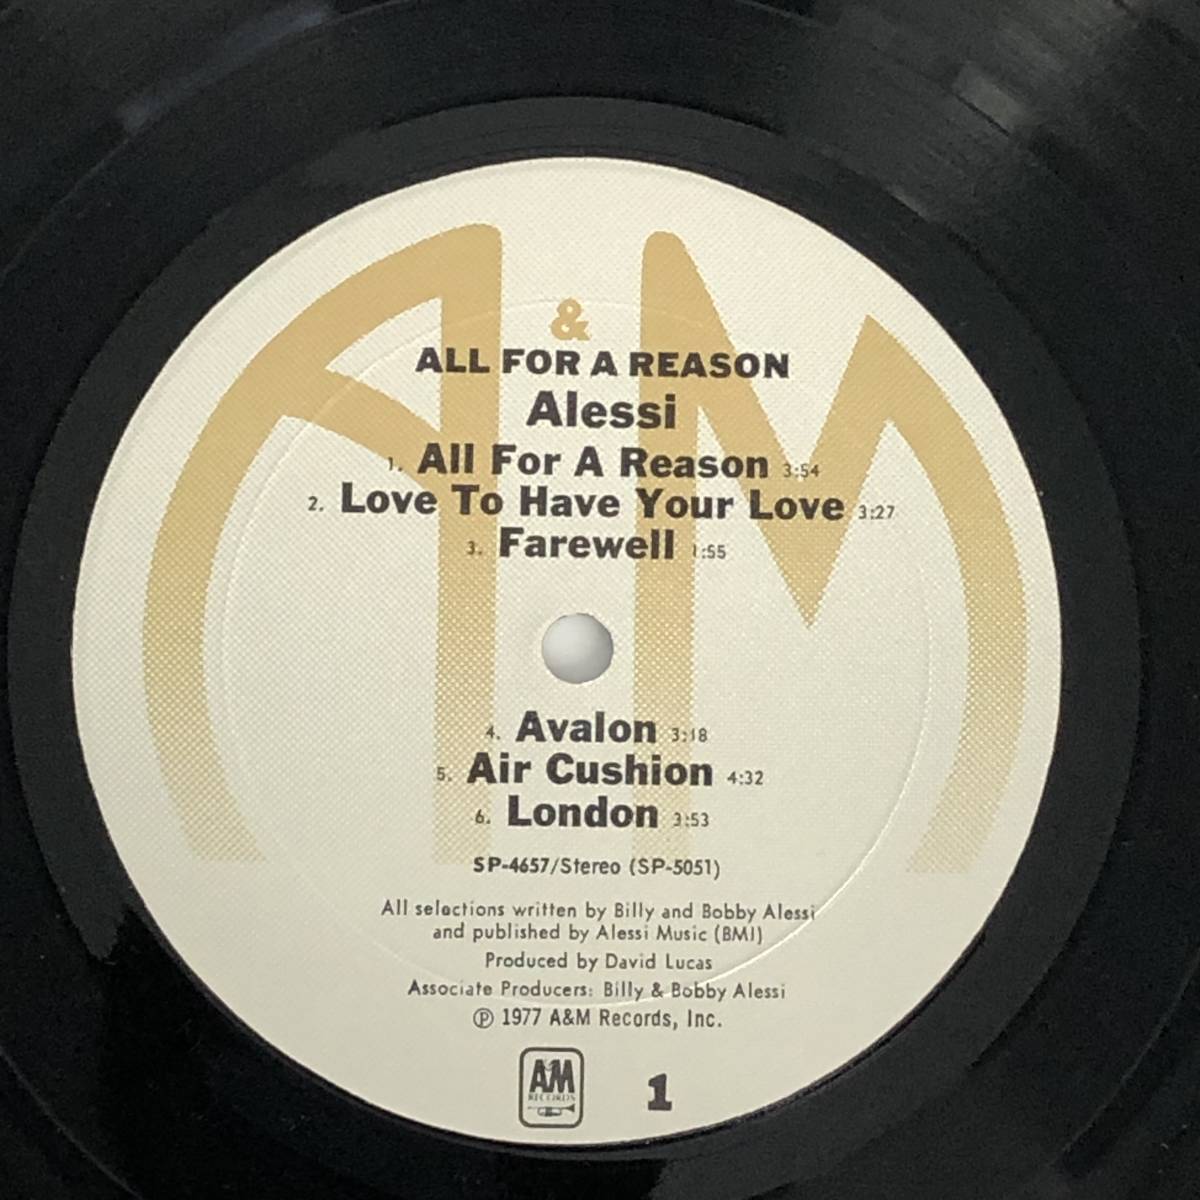 A & M
ALL FOR A REASON
Alessi
1. All For A Reason 3:54
2. Love To Have Your Love 3:27
3. Farewell 1:55
4. Avalon 3:18
5. Air Cushion 4:32
6. London 3:53
SP-4657/Stereo (SP-5051)
All selections written by Billy and Bobby Alessi
and published by Alessi Music (BMI)
Produced by David Lucas
Associate Producers: Billy & Bobby Alessi
℗ 1977 A&M Records, Inc.
A&M
RECORDS
1